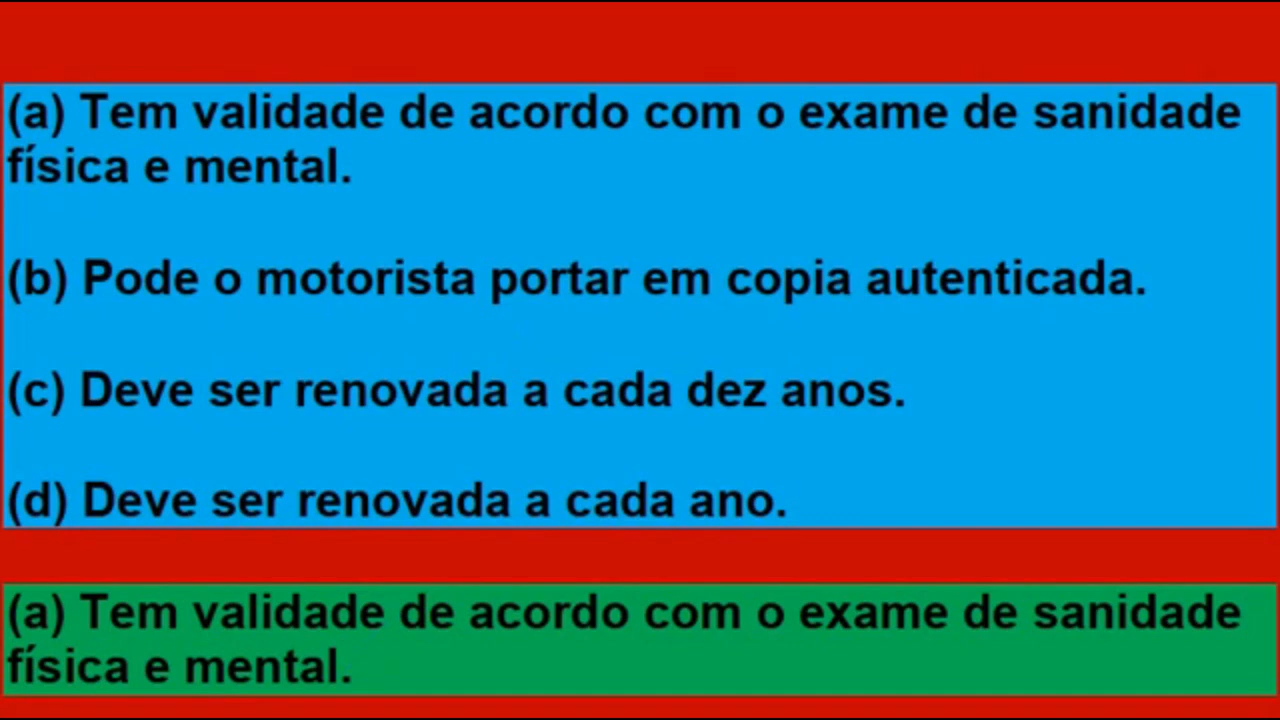 (a) Tem validade de acordo com o exame de sanidade
física e mental.
(b) Pode o motorista portar em copia autenticada.
(c) Deve ser renovada a cada dez anos.
(d) Deve ser renovada a cada ano.
(a) Tem validade de acordo com o exame de sanidade
física e mental.